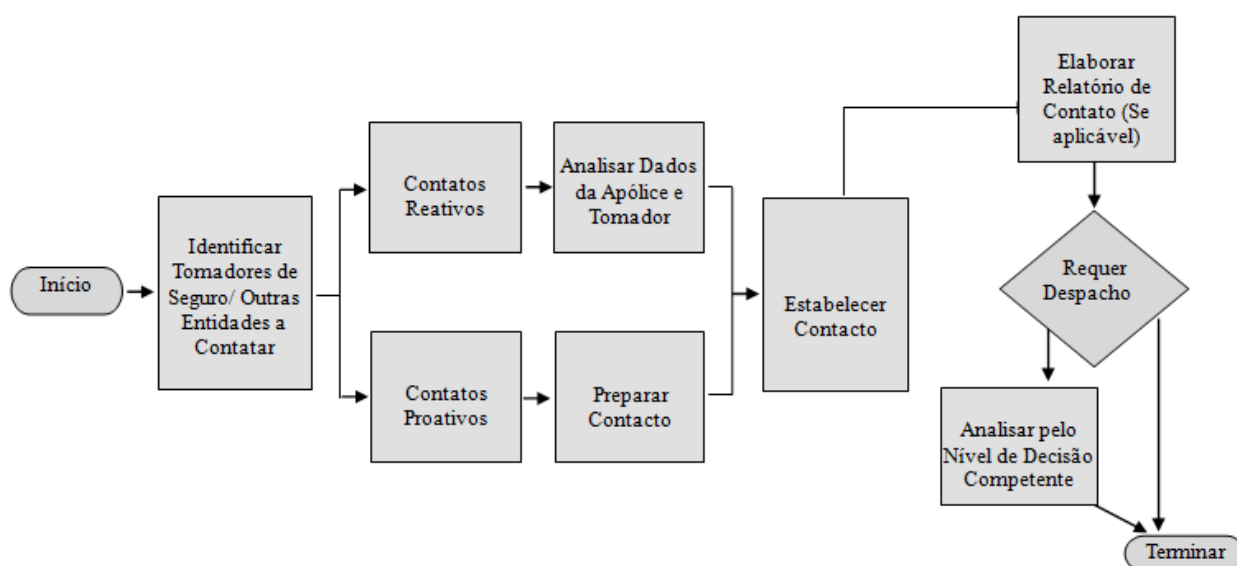 Início
Identificar
Tomadores de
Seguro/ Outras
Entidades a
Contatar
Contatos
Reativos
Analisar Dados
da Apólice e
Tomador
Contatos
Proativos
Preparar
Contacto
Estabelecer
Contacto
Elaborar
Relatório de
Contato (Se
aplicável)
Requer
Despacho
Analisar pelo
Nível de Decisão
Competente
Terminar